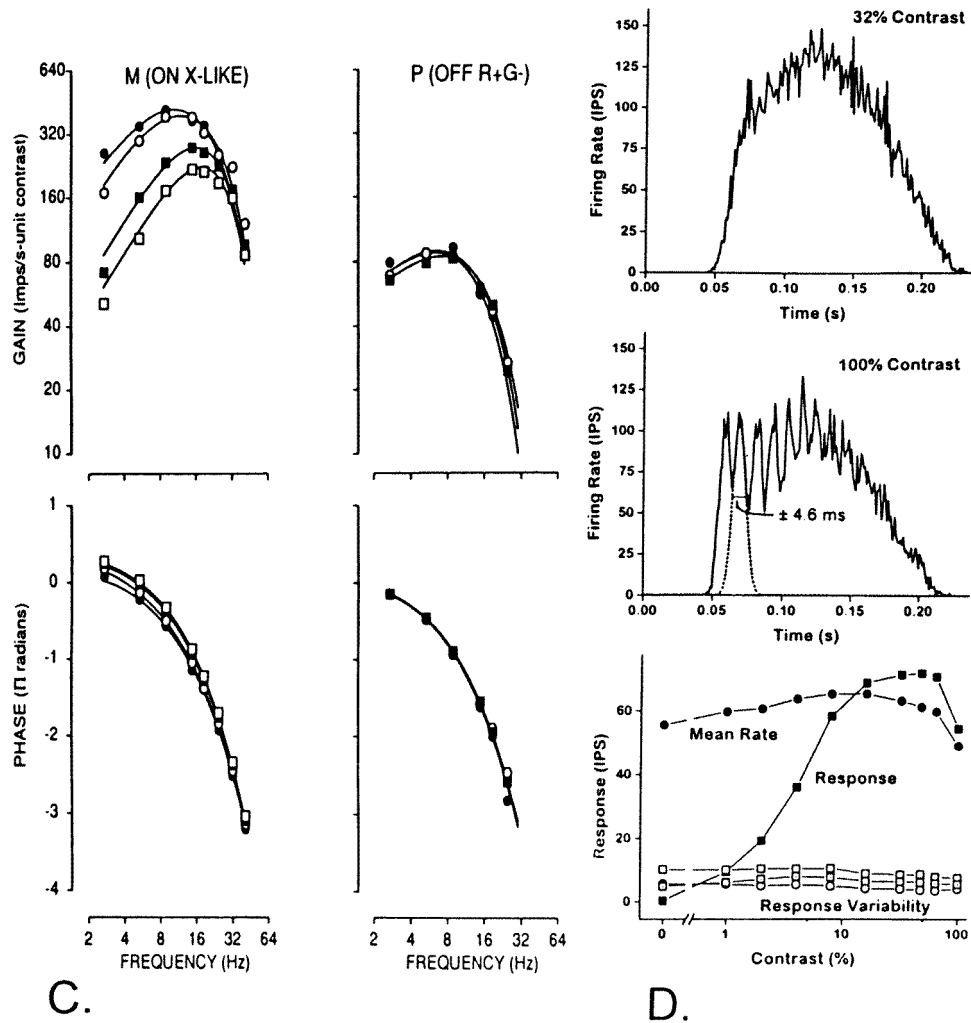 M (ON X-LIKE)
GAIN (Imps/s-unit contrast)
640
320
160
80
40
20
10
P (OFF R+G-)
PHASE (Π radians)
0
-1
-2
-3
-4
2 4 8 16 32 64
FREQUENCY (Hz)
2 4 8 16 32 64
FREQUENCY (Hz)
C.
32% Contrast
Firing Rate (IPS)
150
125
100
75
50
25
0
0.00 0.05 0.10 0.15 0.20
Time (s)
100% Contrast
Firing Rate (IPS)
150
125
100
75
50
25
0
± 4.6 ms
0.00 0.05 0.10 0.15 0.20
Time (s)
Response (IPS)
60
40
20
0
Mean Rate
Response
Response Variability
0 1 10 100
Contrast (%)
D.